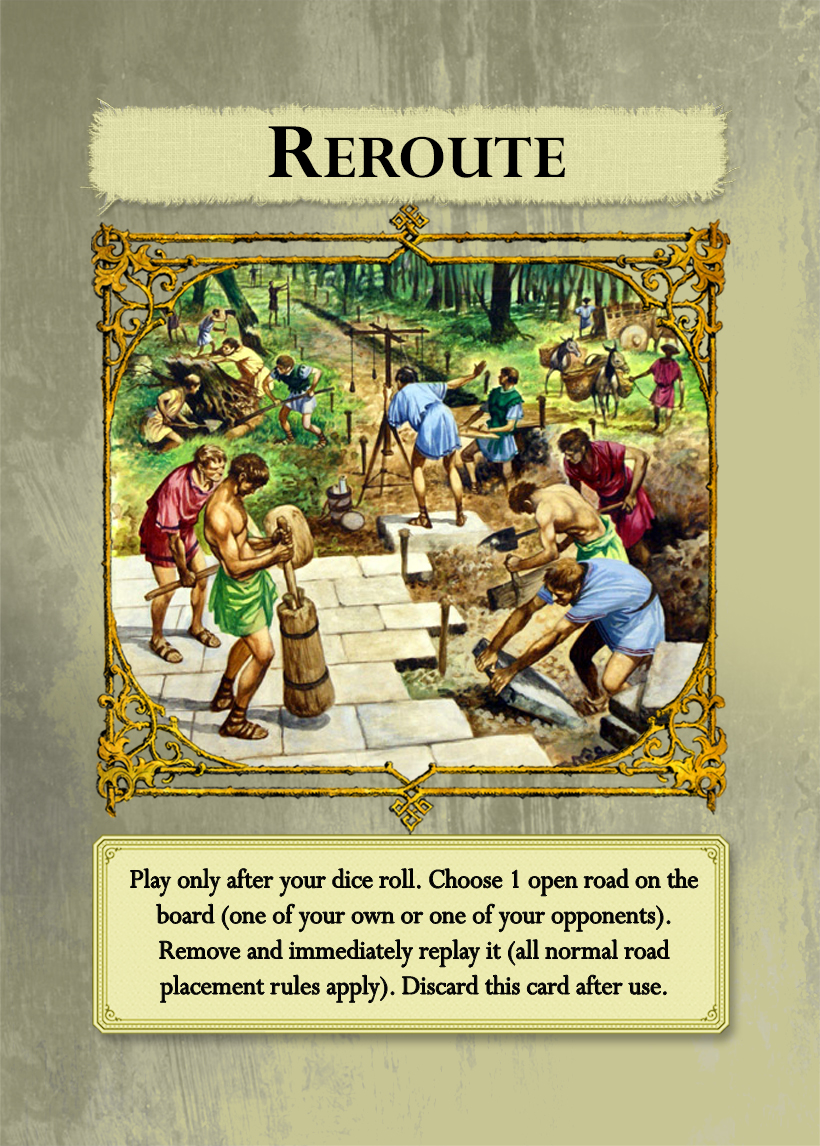 REROUTE
Play only after your dice roll. Choose 1 open road on the
board (one of your own or one of your opponents).
Remove and immediately replay it (all normal road
placement rules apply). Discard this card after use.